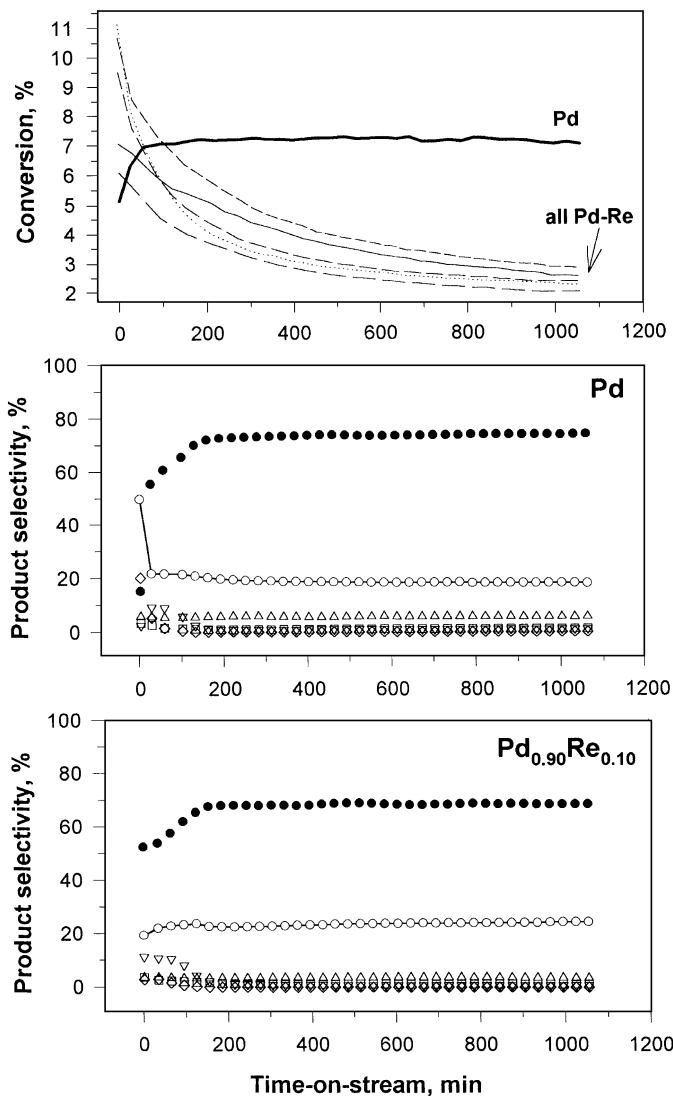 Conversion, %
11
10
9
8
7
6
5
4
3
2
Pd
all Pd-Re
0 200 400 600 800 1000 1200
Product selectivity, %
100
80
60
40
20
0
Pd
0 200 400 600 800 1000 1200
Product selectivity, %
100
80
60
40
20
0
Pd0.90Re0.10
0 200 400 600 800 1000 1200
Time-on-stream, min